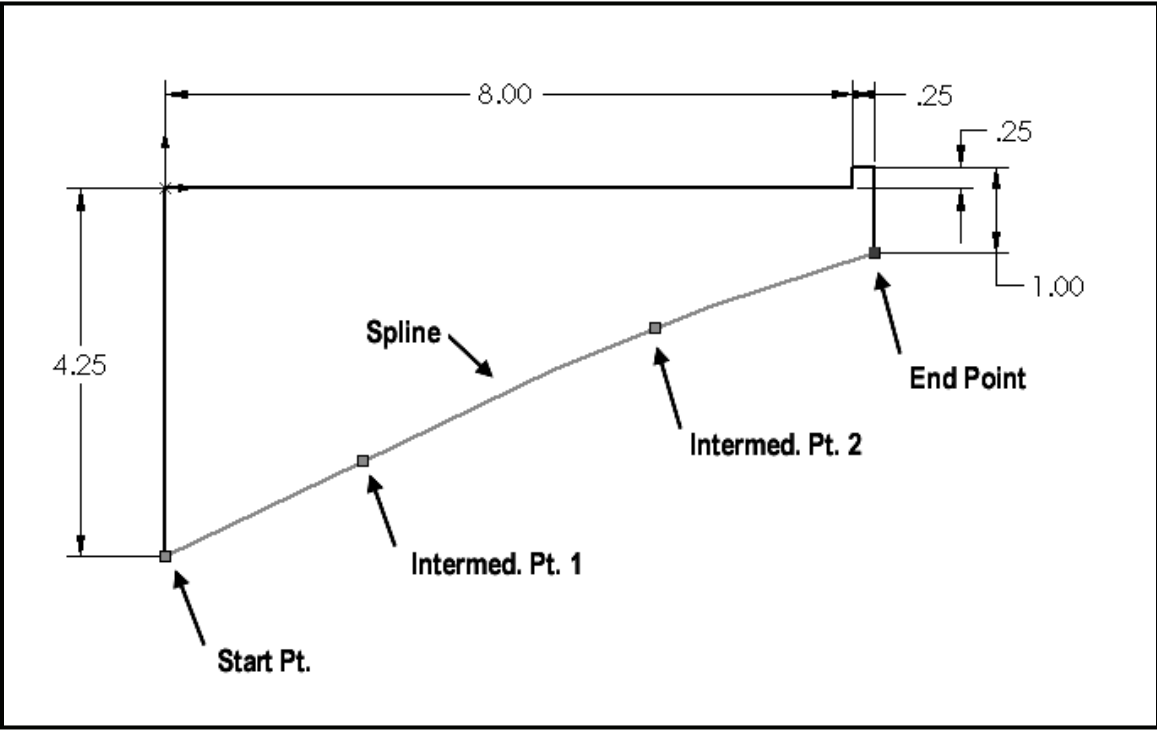 8.00
.25
.25
1.00
4.25
Spline
End Point
Intermed. Pt. 2
Intermed. Pt. 1
Start Pt.